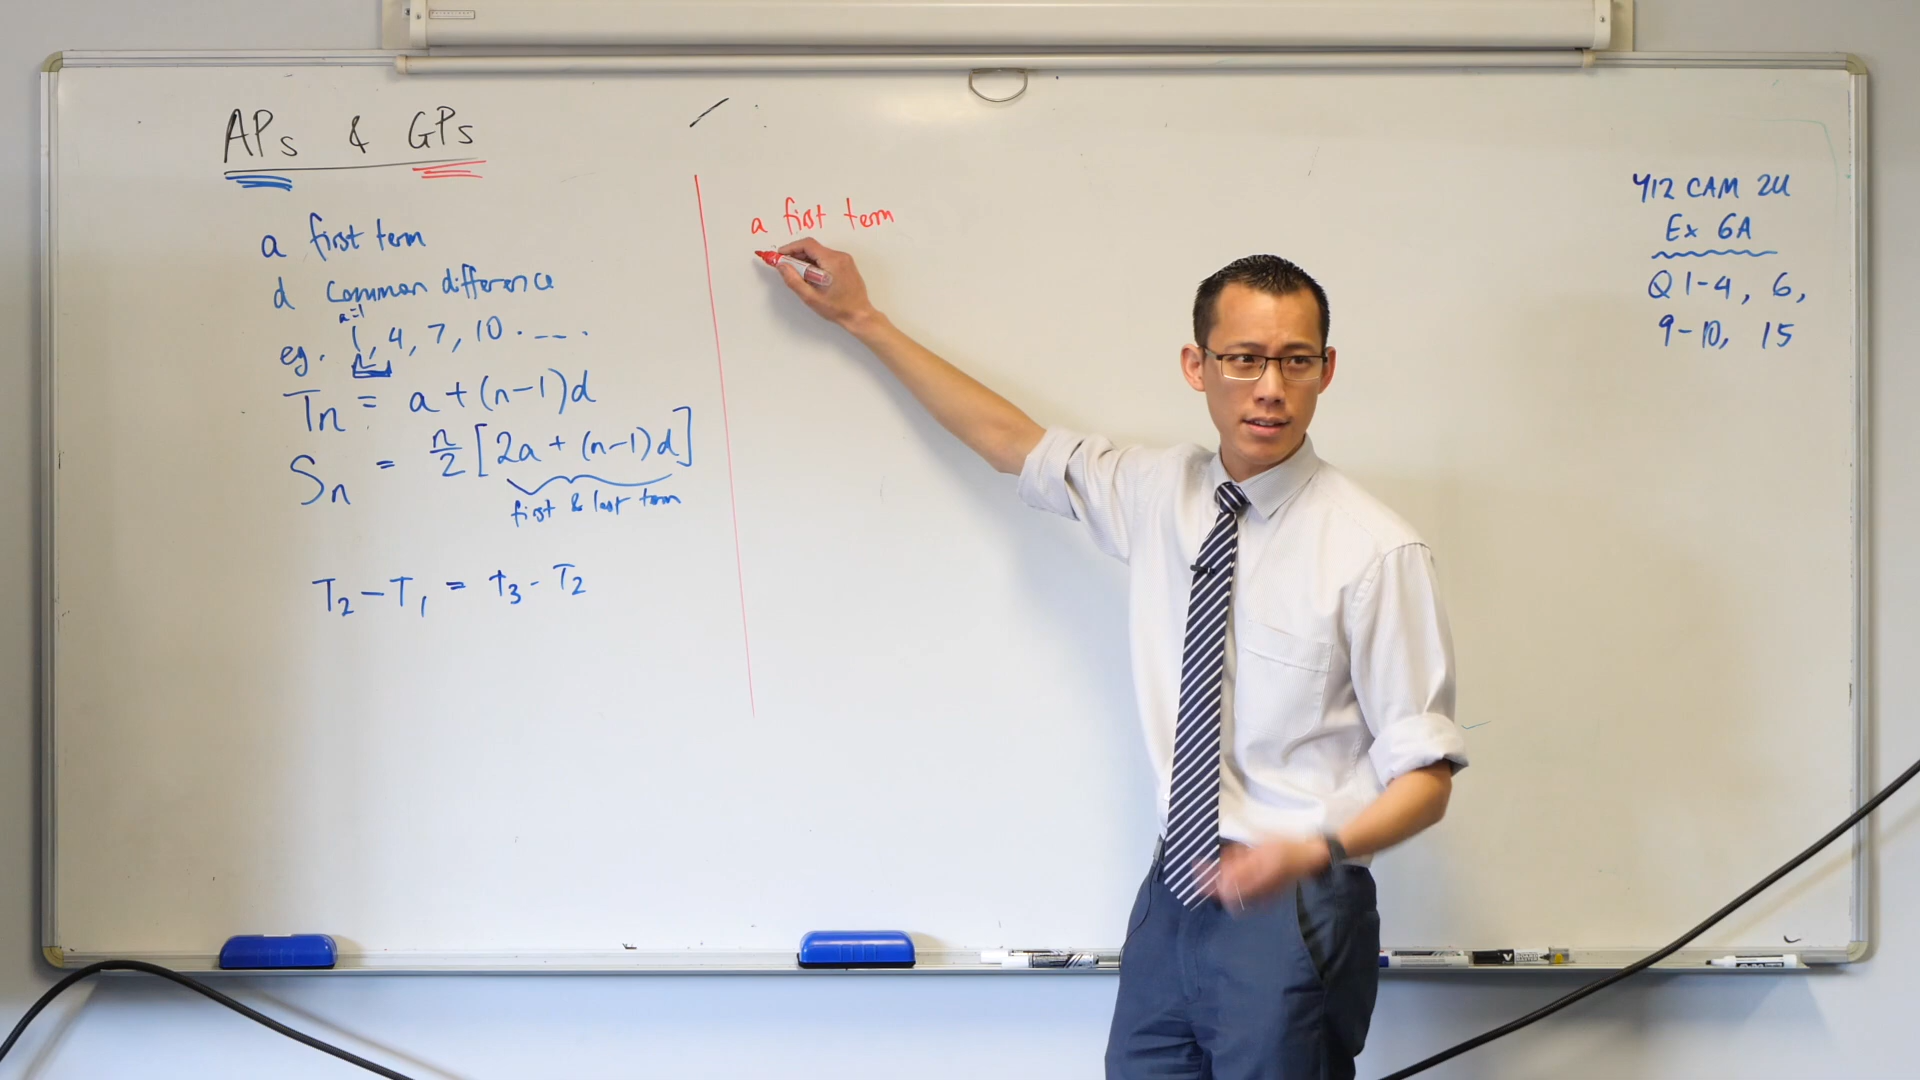 APs & GPs
a first term
d common difference
a=1
eg. 1, 4, 7, 10 . --- .
Tn = a + (n-1)d
Sn = n/2 [2a + (n-1)d]
first & last term
T2 - T1 = T3 - T2
a first term
Y12 CAM 2U
Ex 6A
Q 1-4, 6,
9-10, 15